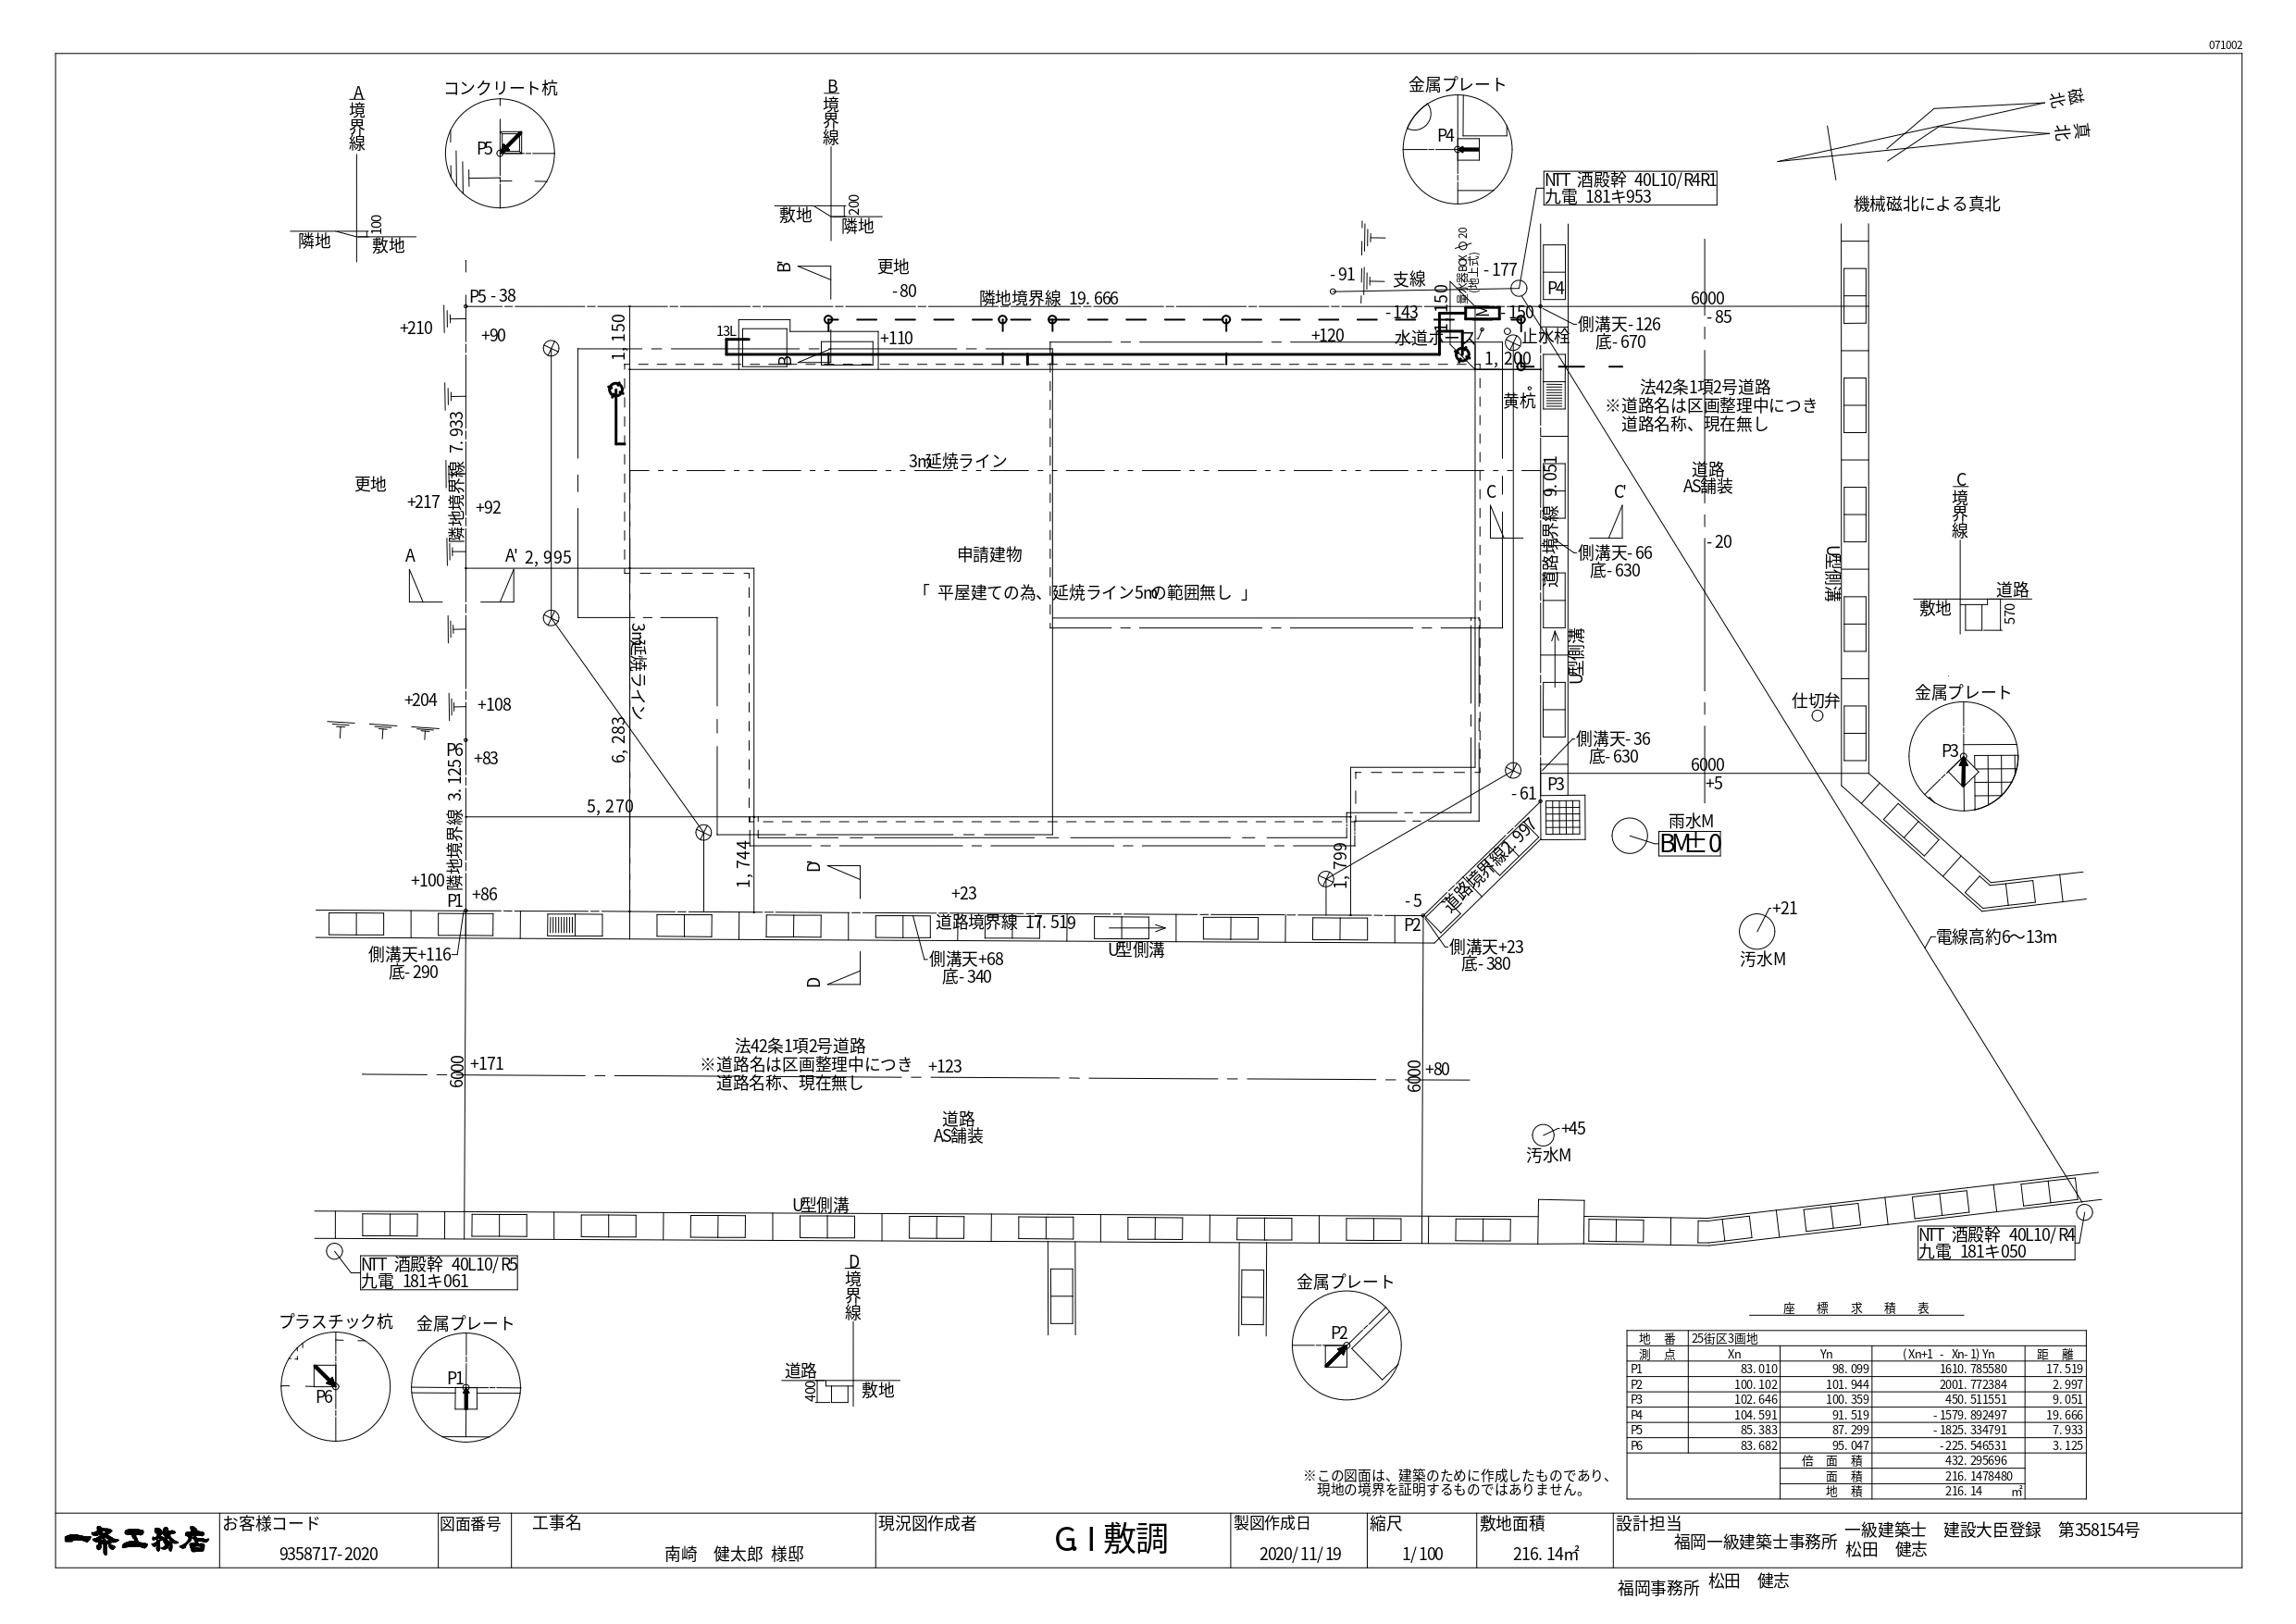 071002
A
境界線
コンクリート杭
P5
B
境界線
金属プレート
P4
磁北
真北
機械磁北による真北
NTT 酒殿幹 40L10/R4R1
九電 181キ953
隣地
100
敷地
敷地
200
隣地
B'
更地
-80
-91
支線
量水器BOX Φ20
(地上式)
-177
P5
-38
隣地境界線 19.666
P4
6000
-85
+210
+90
1,150
13L
+110
+120
-143
1,150
M
-150
水道ホース
止水栓
側溝天-126
底-670
B
1,200
黄杭
法42条1項2号道路
※道路名は区画整理中につき
道路名称、現在無し
隣地境界線 7.933
3m延焼ライン
道路境界線 9.051
道路
AS舗装
更地
+217
+92
C
C'
C
境界線
A
A'
2,995
申請建物
側溝天-66
底-630
-20
U型側溝
「 平屋建ての為、延焼ライン5mの範囲無し 」
道路
敷地
570
3m延焼ライン
U型側溝
+204
+108
仕切弁
金属プレート
P3
P6
+83
6,283
側溝天-36
底-630
6000
+5
隣地境界線 3.125
P3
-61
5,270
雨水M
BM±0
1,744
D'
1,799
道路境界線2.997
+100
+86
P1
+23
-5
P2
+21
道路境界線 17.519
汚水M
電線高約6～13m
側溝天+116
底-290
側溝天+68
底-340
U型側溝
側溝天+23
底-380
D
法42条1項2号道路
※道路名は区画整理中につき
道路名称、現在無し
6000
+171
+123
6000
+80
道路
AS舗装
+45
汚水M
U型側溝
NTT 酒殿幹 40L10/R5
九電 181キ061
NTT 酒殿幹 40L10/R4
九電 181キ050
D
境界線
金属プレート
P2
プラスチック杭
P6
金属プレート
P1
道路
400
敷地
座 標 求 積 表
地 番 25街区3画地
測 点 Xn Yn (Xn+1 - Xn-1)Yn 距 離
P1 83.010 98.099 1610.785580 17.519
P2 100.102 101.944 2001.772384 2.997
P3 102.646 100.359 450.511551 9.051
P4 104.591 91.519 -1579.892497 19.666
P5 85.383 87.299 -1825.334791 7.933
P6 83.682 95.047 -225.546531 3.125
倍 面 積 432.295696
面 積 216.1478480
地 積 216.14 ㎡
※この図面は、建築のために作成したものであり、
現地の境界を証明するものではありません。
一条工務店
お客様コード
9358717-2020
図面番号
工事名
南崎 健太郎 様邸
現況図作成者
GI敷調
製図作成日
2020/11/19
縮尺
1/100
敷地面積
216.14㎡
設計担当
福岡一級建築士事務所
一級建築士 建設大臣登録 第358154号
松田 健志
福岡事務所 松田 健志